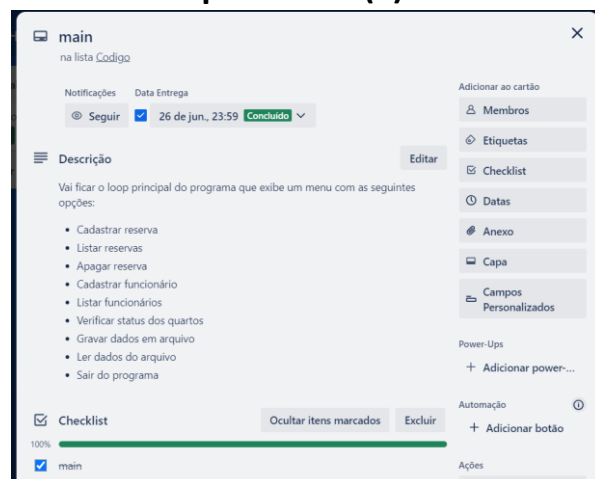 main
na lista Codigo
Notificações Data Entrega
Seguir 26 de jun., 23:59 Concluído
Descrição Editar
Vai ficar o loop principal do programa que exibe um menu com as seguintes
opções:
• Cadastrar reserva
• Listar reservas
• Apagar reserva
• Cadastrar funcionário
• Listar funcionários
• Verificar status dos quartos
• Gravar dados em arquivo
• Ler dados do arquivo
• Sair do programa
Checklist Ocultar itens marcados Excluir
100%
main
Adicionar ao cartão
Membros
Etiquetas
Checklist
Datas
Anexo
Capa
Campos
Personalizados
Power-Ups
+ Adicionar power-...
Automação
+ Adicionar botão
Ações